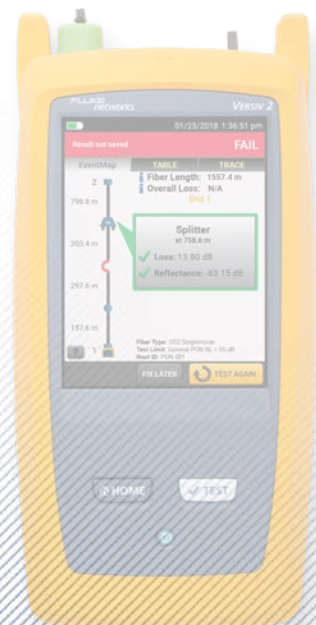 FLUKE networks
VERSIV 2
01/23/2018 1:36:51 pm
Result not saved
FAIL
EventMap TABLE TRACE
2
Fiber Length: 1557.4 m
Overall Loss: N/A
End 1
798.8 m
Splitter
at 758.6 m
Loss: 13.80 dB
303.4 m
Reflectance: -63.15 dB
297.6 m
157.6 m
1
Fiber Type: OS2 Singlemode
Test Limit: General PON RL = 55 dB
Next ID: PON 001
FIX LATER
TEST AGAIN
HOME
TEST